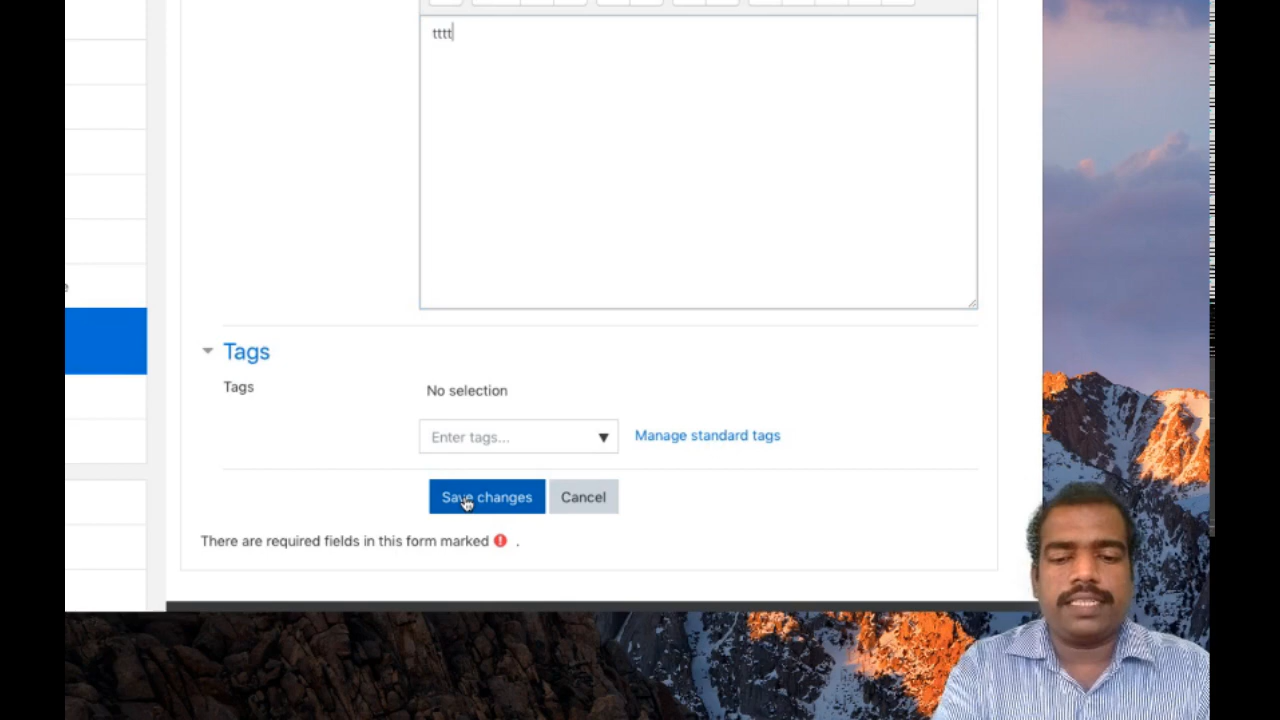 tttt
Tags
Tags
No selection
Enter tags...
Manage standard tags
Save changes
Cancel
There are required fields in this form marked .